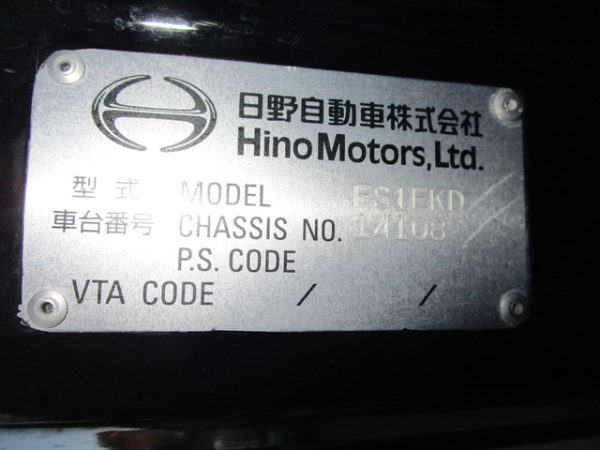 日野自動車株式会社
Hino Motors, Ltd.
型式 MODEL FS1EKD
車台番号 CHASSIS NO. 14108
P.S. CODE
VTA CODE / /